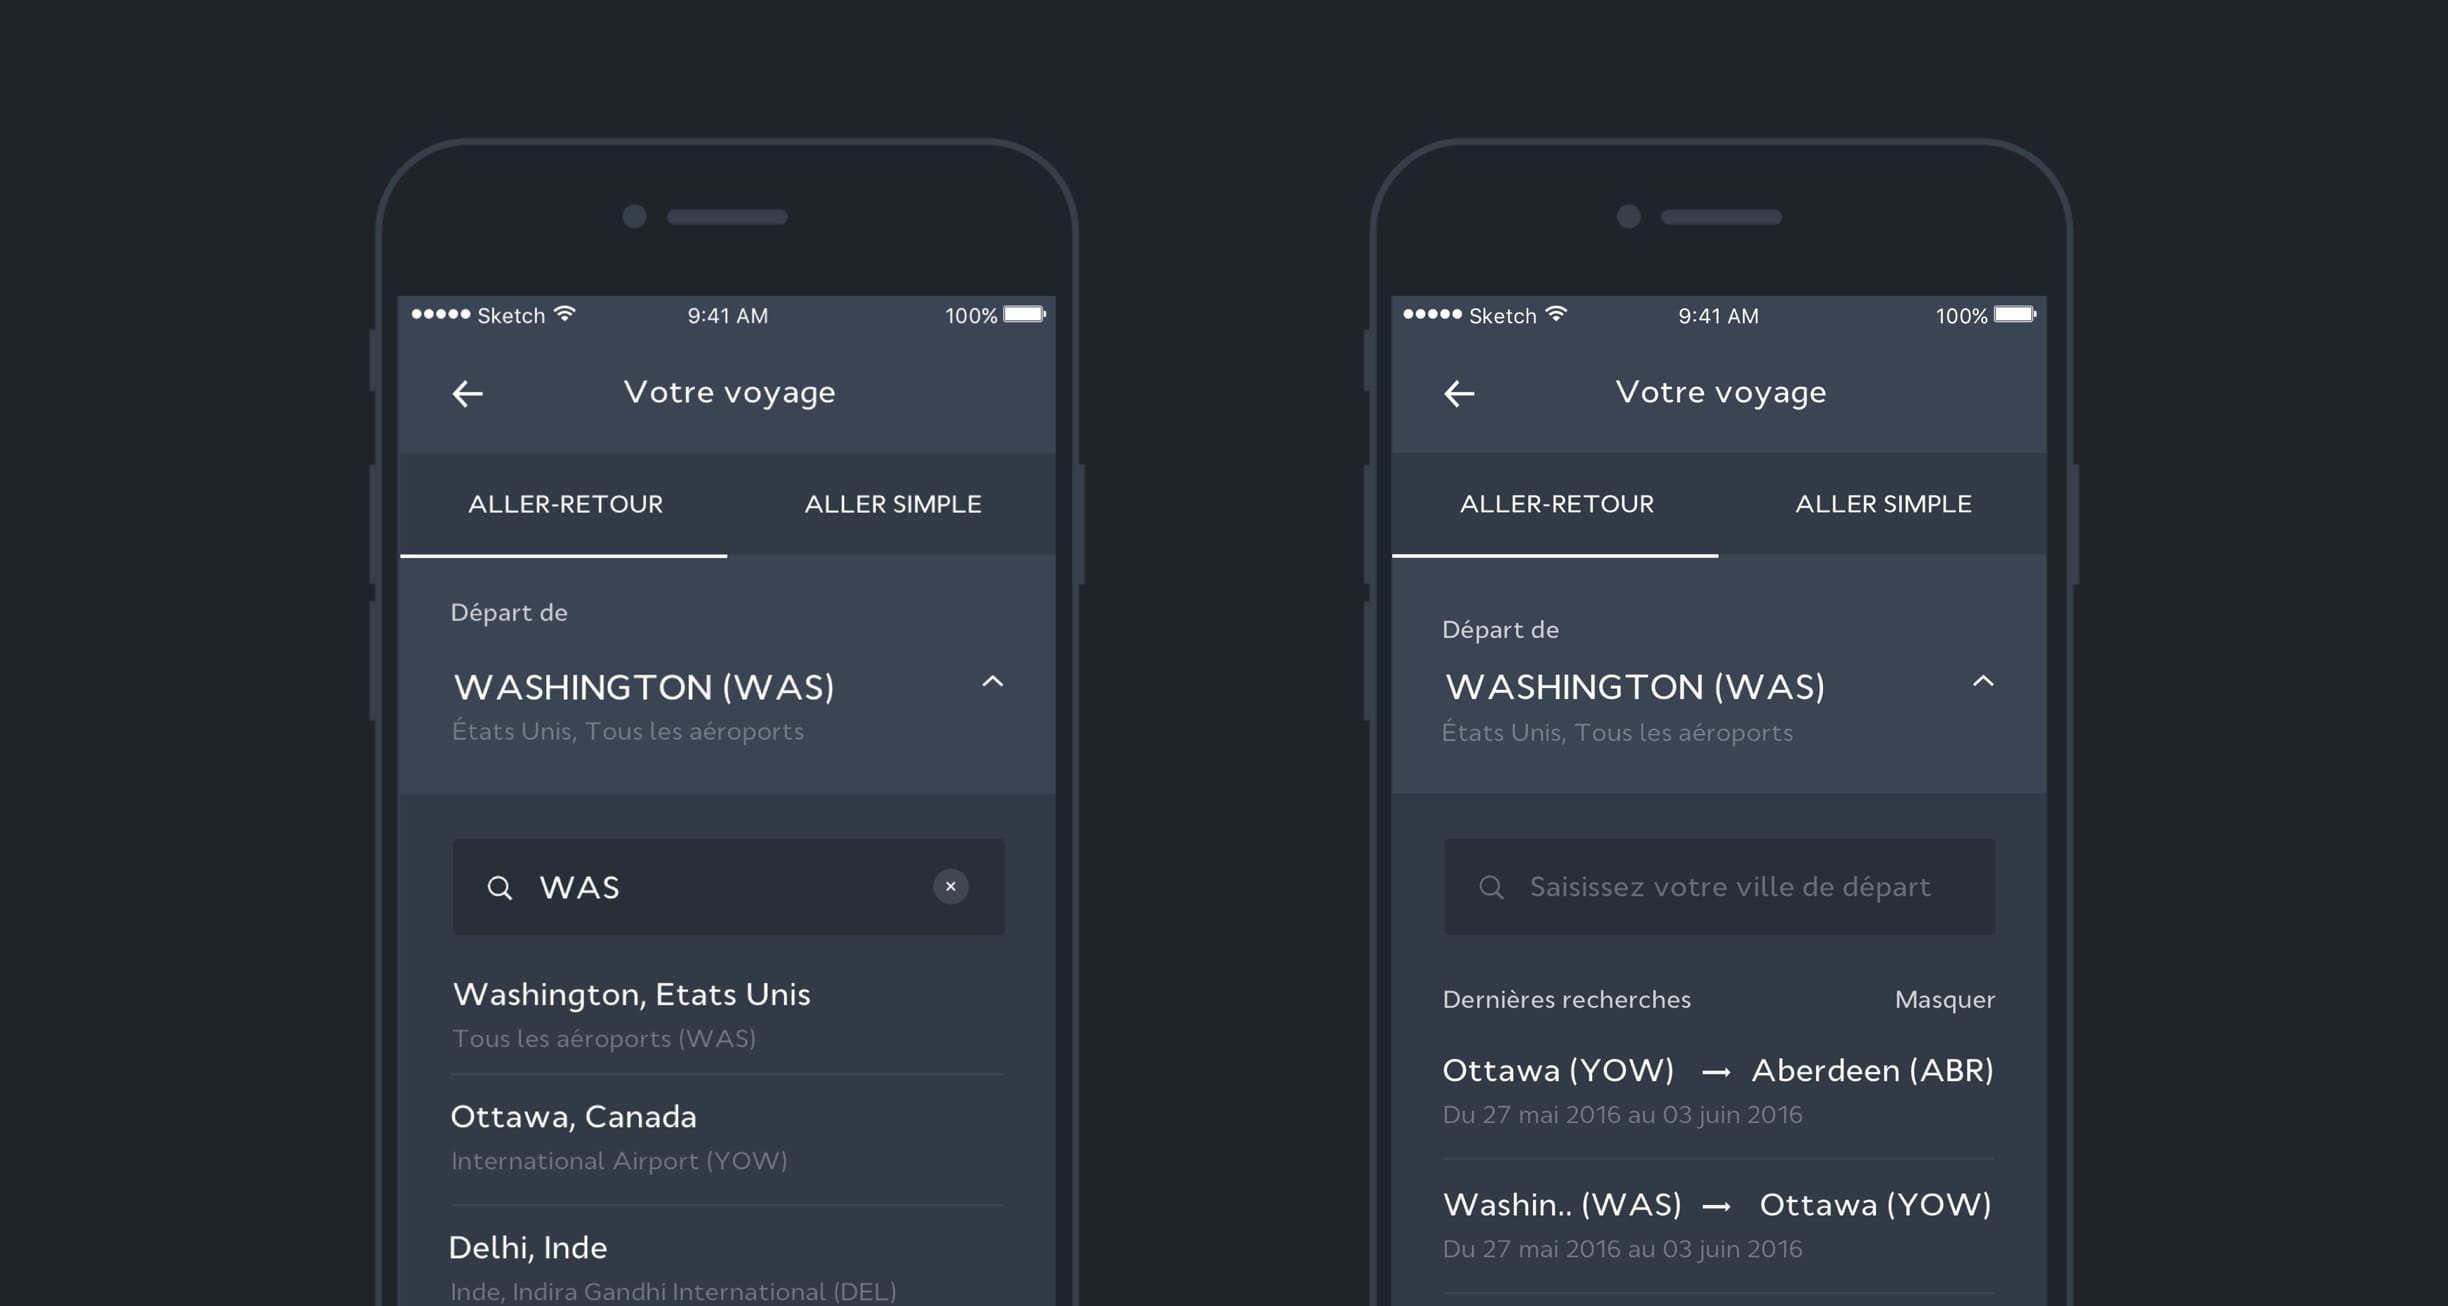 Sketch 9:41 AM 100%
Votre voyage
ALLER-RETOUR ALLER SIMPLE
Départ de
WASHINGTON (WAS)
États Unis, Tous les aéroports
WAS
Washington, Etats Unis
Tous les aéroports (WAS)
Ottawa, Canada
International Airport (YOW)
Delhi, Inde
Inde, Indira Gandhi International (DEL)
Sketch 9:41 AM 100%
Votre voyage
ALLER-RETOUR ALLER SIMPLE
Départ de
WASHINGTON (WAS)
États Unis, Tous les aéroports
Saisissez votre ville de départ
Dernières recherches Masquer
Ottawa (YOW) → Aberdeen (ABR)
Du 27 mai 2016 au 03 juin 2016
Washin.. (WAS) → Ottawa (YOW)
Du 27 mai 2016 au 03 juin 2016